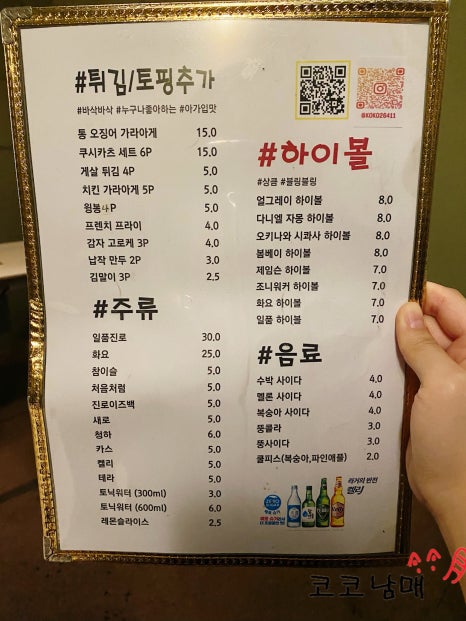 #튀김/토핑추가
#바삭바삭 #누구나좋아하는 #아가입맛
통 오징어 가라아게 15.0
쿠시카츠 세트 6P 15.0
게살 튀김 4P 5.0
치킨 가라아게 5P 5.0
윙봉 4P 5.0
프렌치 프라이 4.0
감자 고로케 3P 4.0
납작 만두 2P 3.0
김말이 3P 2.5
#주류
일품진로 30.0
화요 25.0
참이슬 5.0
처음처럼 5.0
진로이즈백 5.0
새로 5.0
청하 6.0
카스 5.0
켈리 5.0
테라 5.0
토닉워터 (300ml) 3.0
토닉워터 (600ml) 6.0
레몬슬라이스 2.5
@KOKO26411
#하이볼
#상큼 #블링블링
얼그레이 하이볼 8,0
다니엘 자몽 하이볼 8,0
오키나와 시콰사 하이볼 8,0
봄베이 하이볼 8,0
제임슨 하이볼 7.0
조니워커 하이볼 7.0
화요 하이볼 7.0
일품 하이볼 7.0
#음료
수박 사이다 4.0
멜론 사이다 4.0
복숭아 사이다 4.0
뚱콜라 3.0
뚱사이다 3.0
쿨피스(복숭아,파인애플) 2,0
라거의 반전
켈리
코코남매